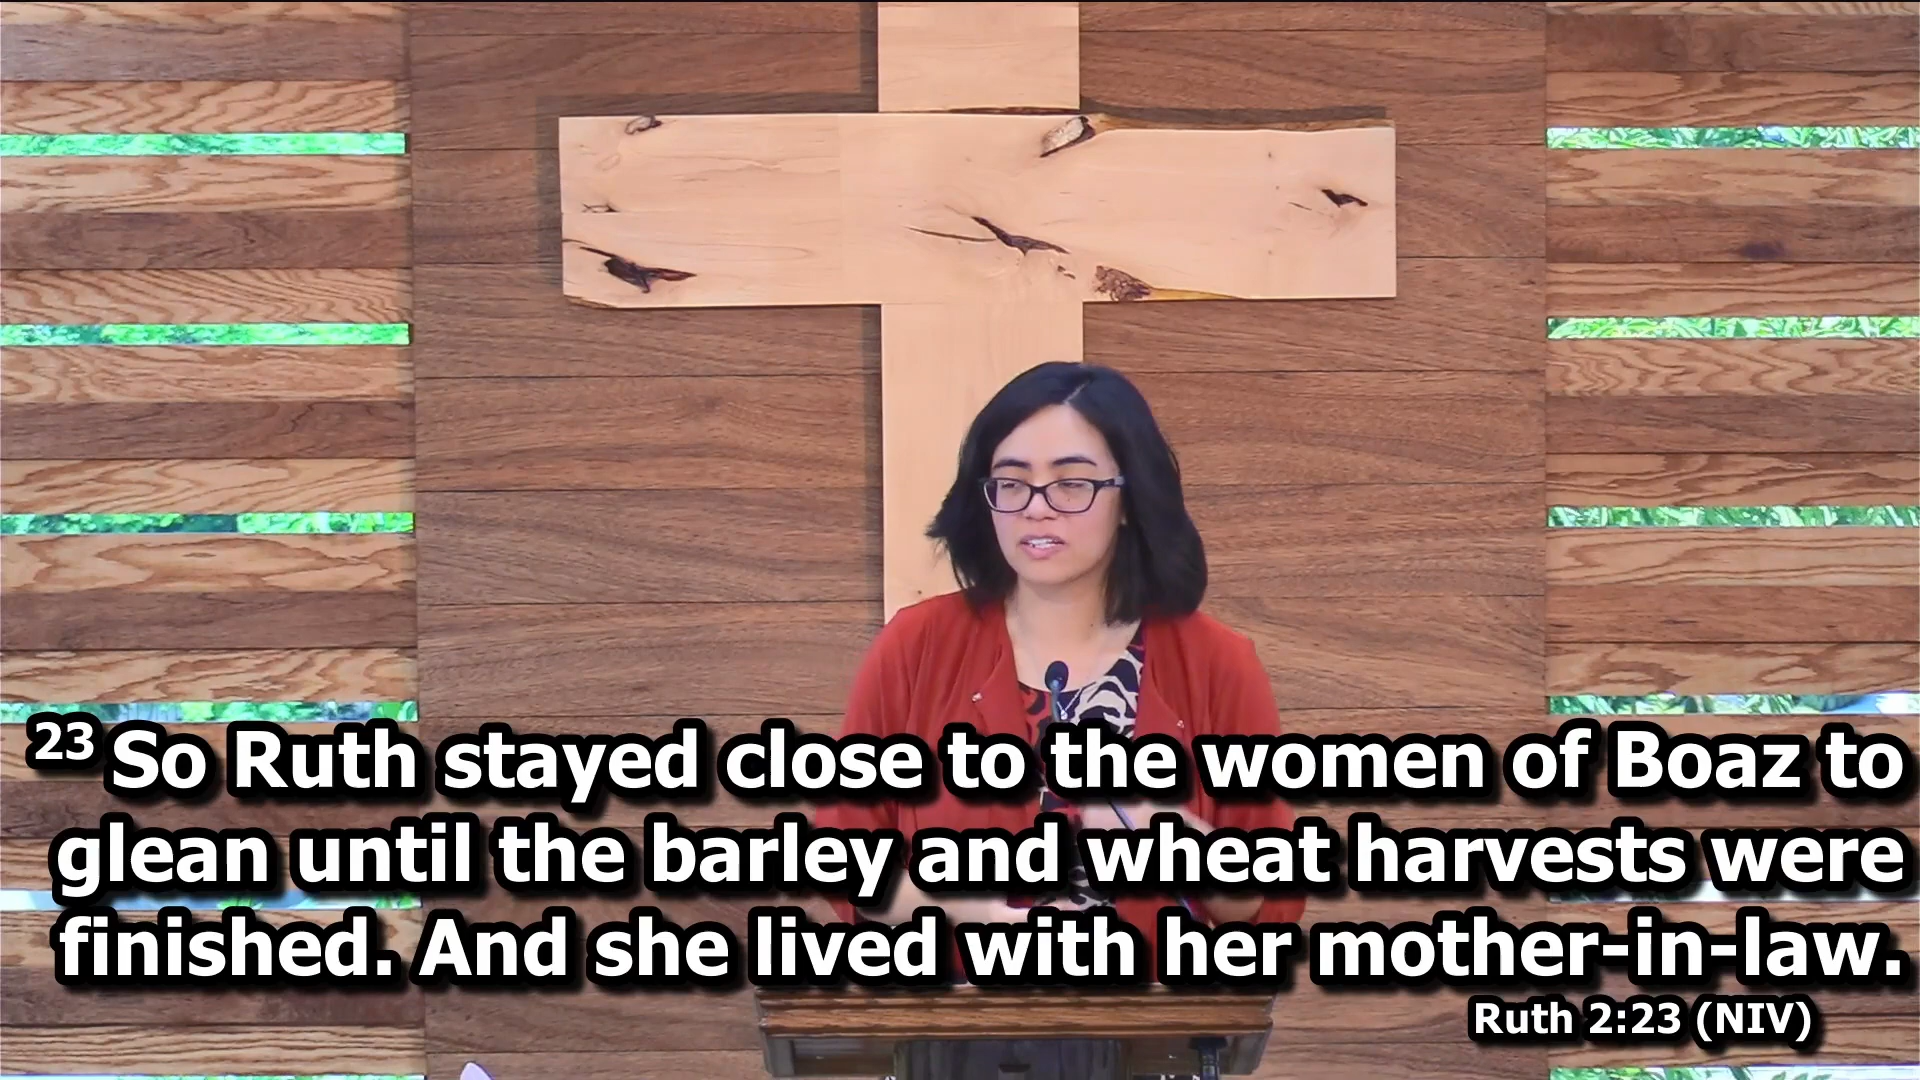 23 So Ruth stayed close to the women of Boaz to
glean until the barley and wheat harvests were
finished. And she lived with her mother-in-law.
Ruth 2:23 (NIV)